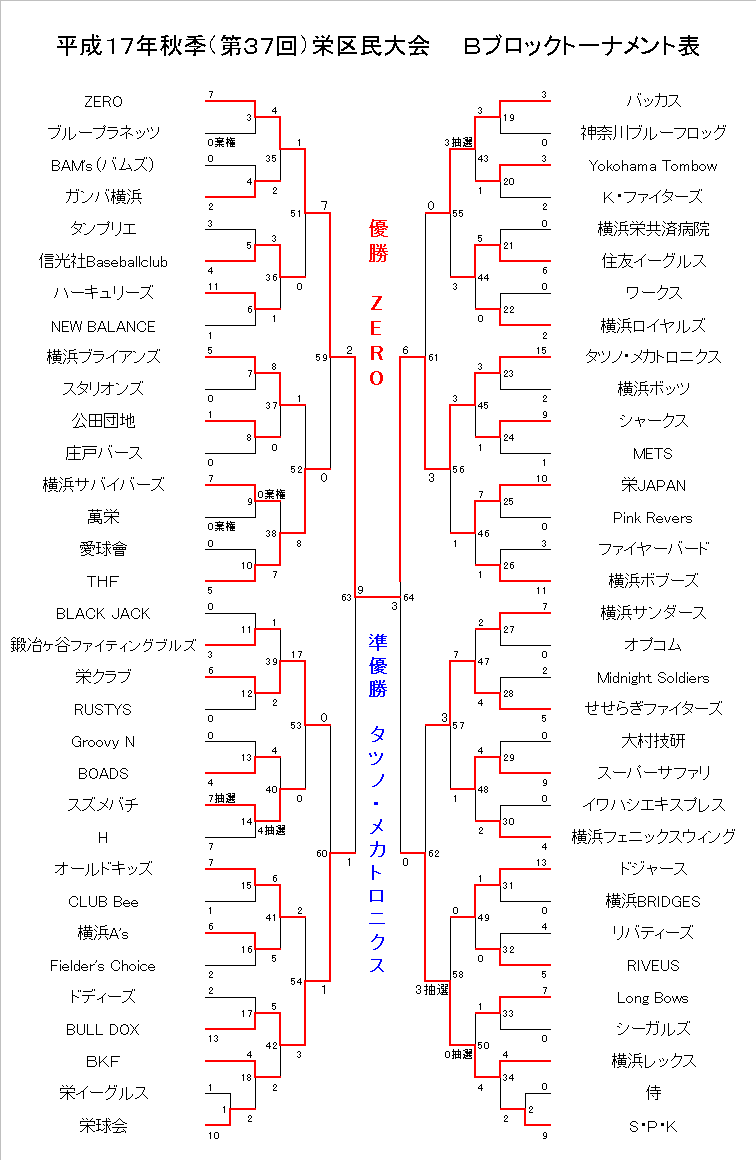 平成１７年秋季（第３７回）栄区民大会　Ｂブロックトーナメント表
ZERO
ブループラネッツ
BAM's（バムズ）
ガンバ横浜
タンプリエ
信光社Baseballclub
ハーキュリーズ
NEW BALANCE
横浜ブライアンズ
スタリオンズ
公田団地
庄戸バース
横浜サバイバーズ
萬栄
愛球會
THF
BLACK JACK
鍛冶ヶ谷ファイティングブルズ
栄クラブ
RUSTYS
Groovy N
BOADS
スズメバチ
H
オールドキッズ
CLUB Bee
横浜A's
Fielder's Choice
ドディーズ
BULL DOX
BKF
栄イーグルス
栄球会
7
0棄権
0
2
3
4
11
1
5
0
1
0
7
0棄権
0
5
0
3
6
0
0
4
7抽選
7
7
1
6
2
2
13
4
1
10
3
4
5
6
7
8
9
10
11
12
13
14
15
16
17
18
1
2
4
2
3
1
8
0
0棄権
7
1
2
4
4抽選
6
5
5
2
35
36
37
38
39
40
41
42
1
0
1
8
17
0
2
3
51
52
53
54
7
0
0
1
59
60
2
1
63
9
3
64
優勝　ＺＥＲＯ
準優勝　タツノ・メカトロニクス
6
0
61
62
0
3
3
3抽選
55
56
57
58
3抽選
3
3
1
7
1
0
0抽選
43
44
45
46
47
48
49
50
3
1
5
0
3
1
7
1
2
4
4
2
1
0
1
4
19
20
21
22
23
24
25
26
27
28
29
30
31
32
33
34
2
2
3
0
3
2
0
6
0
2
15
2
9
1
10
0
3
11
7
0
2
5
0
9
0
4
13
0
4
5
7
0
4
0
9
バッカス
神奈川ブルーフロッグ
Yokohama Tombow
Ｋ・ファイターズ
横浜栄共済病院
住友イーグルス
ワークス
横浜ロイヤルズ
タツノ・メカトロニクス
横浜ボッツ
シャークス
METS
栄JAPAN
Pink Revers
ファイヤーバード
横浜ボブーズ
横浜サンダース
オプコム
Midnight Soldiers
せせらぎファイターズ
大村技研
スーパーサファリ
イワハシエキスプレス
横浜フェニックスウィング
ドジャース
横浜BRIDGES
リバティーズ
RIVEUS
Long Bows
シーガルズ
横浜レックス
侍
Ｓ・Ｐ・Ｋ